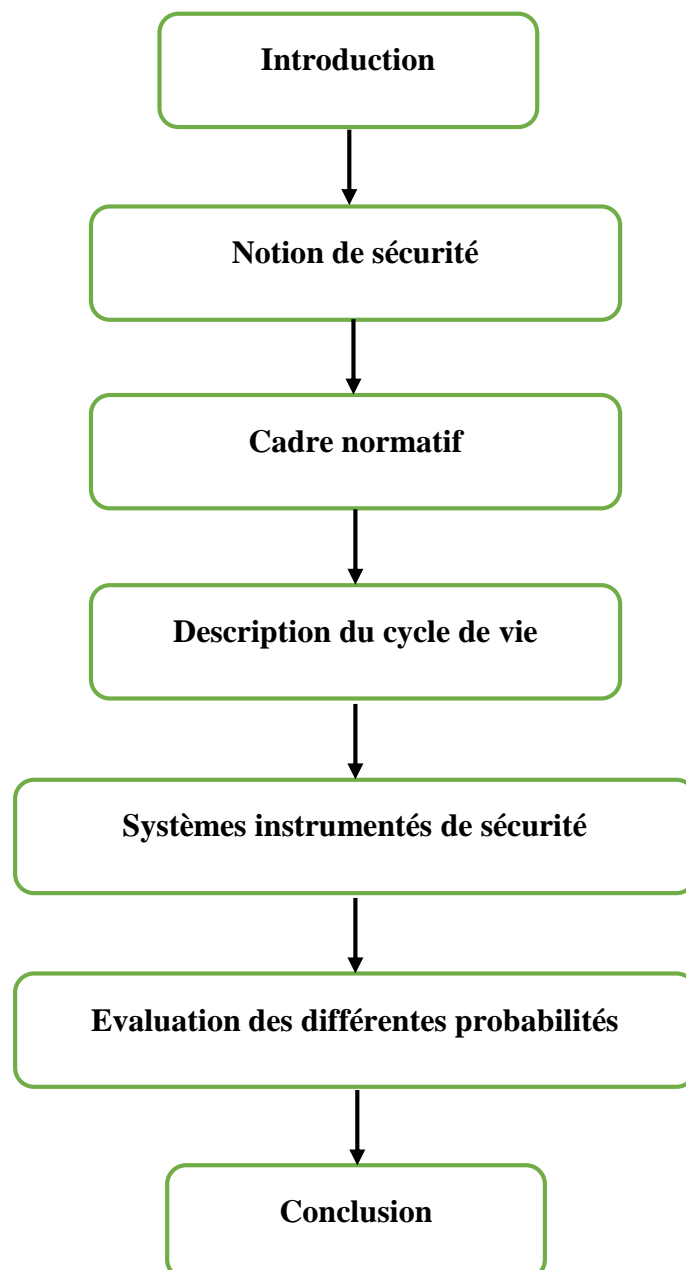 Introduction
Notion de sécurité
Cadre normatif
Description du cycle de vie
Systèmes instrumentés de sécurité
Evaluation des différentes probabilités
Conclusion